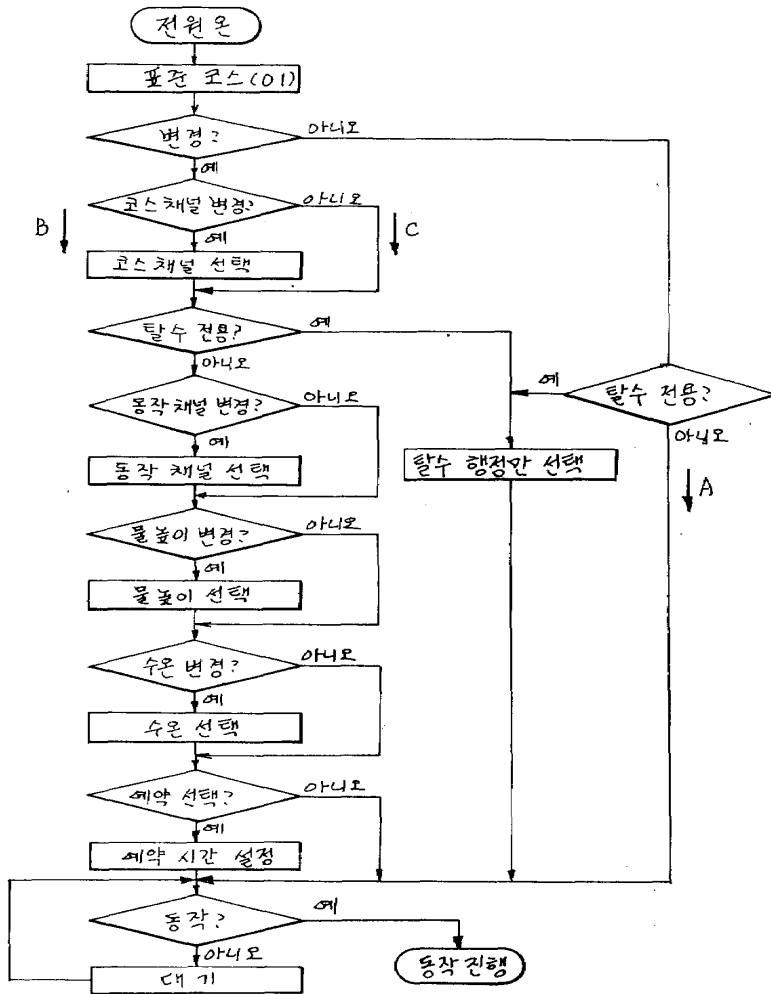 전원온
표준 코스(01)
변경?
아니오
예
코스 채널 변경?
아니오
B
C
예
코스 채널 선택
탈수 전용?
예
아니오
예
탈수 전용?
동작 채널 변경?
아니오
아니오
예
동작 채널 선택
탈수 행정만 선택
A
물높이 변경?
아니오
예
물높이 선택
수온 변경?
아니오
예
수온 선택
예약 선택?
아니오
예
예약 시간 설정
동작?
예
아니오
동작 진행
대기